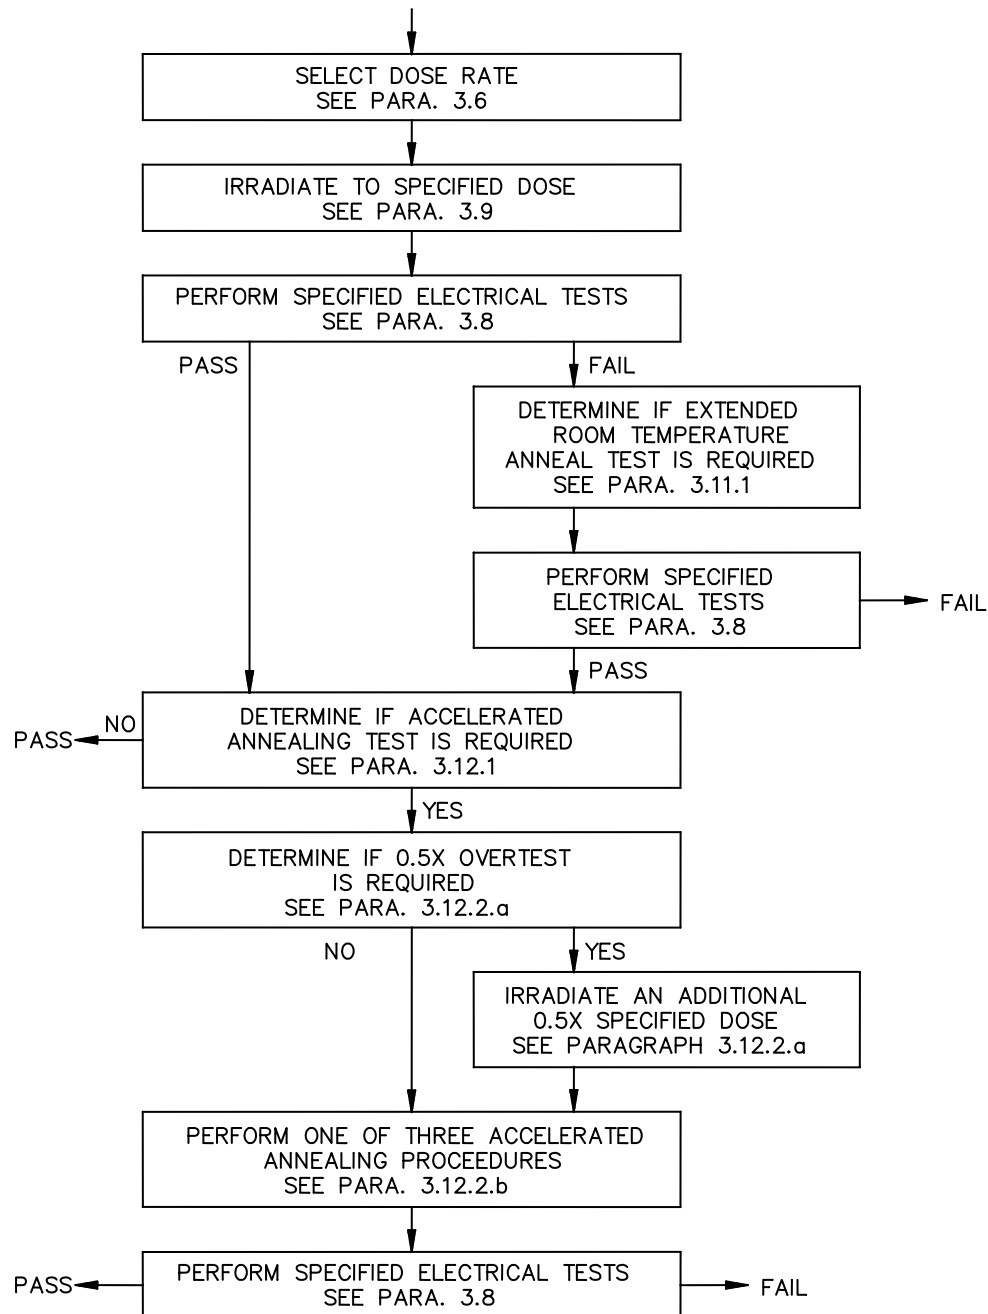 SELECT DOSE RATE
SEE PARA. 3.6
IRRADIATE TO SPECIFIED DOSE
SEE PARA. 3.9
PERFORM SPECIFIED ELECTRICAL TESTS
SEE PARA. 3.8
PASS
FAIL
DETERMINE IF EXTENDED
ROOM TEMPERATURE
ANNEAL TEST IS REQUIRED
SEE PARA. 3.11.1
PERFORM SPECIFIED
ELECTRICAL TESTS
SEE PARA. 3.8
FAIL
PASS
DETERMINE IF ACCELERATED
ANNEALING TEST IS REQUIRED
SEE PARA. 3.12.1
NO
PASS
YES
DETERMINE IF 0.5X OVERTEST
IS REQUIRED
SEE PARA. 3.12.2.a
NO
YES
IRRADIATE AN ADDITIONAL
0.5X SPECIFIED DOSE
SEE PARAGRAPH 3.12.2.a
PERFORM ONE OF THREE ACCELERATED
ANNEALING PROCEEDURES
SEE PARA. 3.12.2.b
PERFORM SPECIFIED ELECTRICAL TESTS
SEE PARA. 3.8
PASS
FAIL